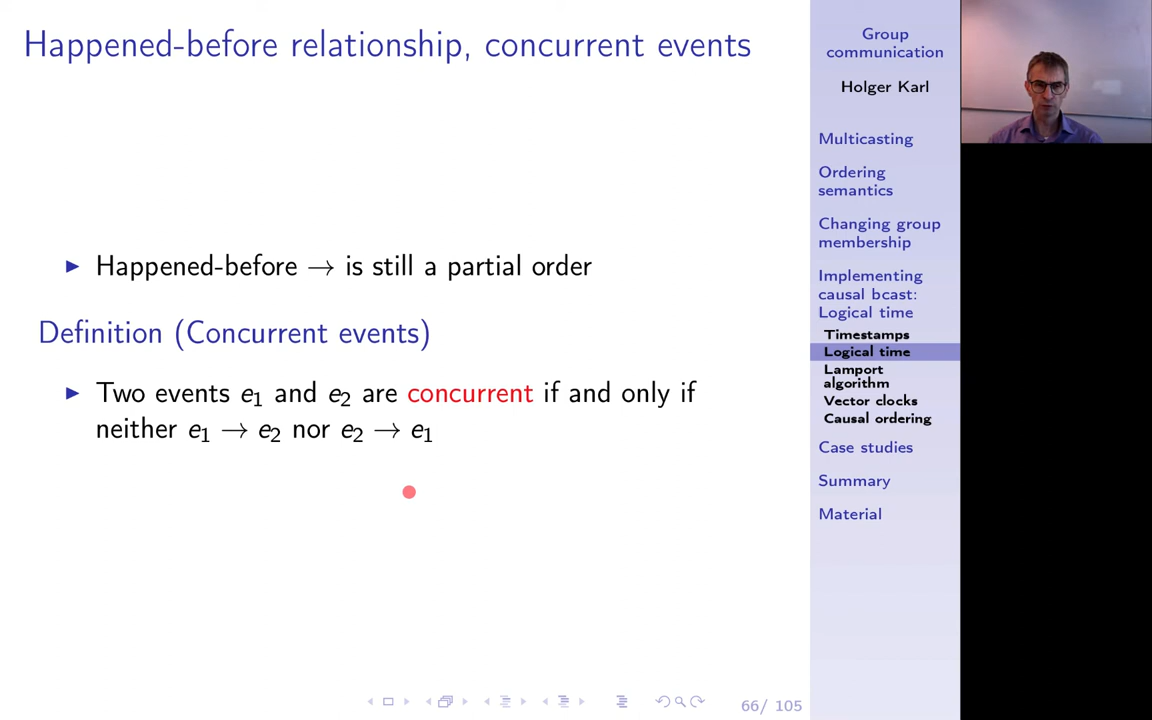 Happened-before relationship, concurrent events
▶ Happened-before → is still a partial order
Definition (Concurrent events)
▶ Two events e₁ and e₂ are concurrent if and only if
neither e₁ → e₂ nor e₂ → e₁
66/ 105
Group
communication
Holger Karl
Multicasting
Ordering
semantics
Changing group
membership
Implementing
causal bcast:
Logical time
Timestamps
Logical time
Lamport
algorithm
Vector clocks
Causal ordering
Case studies
Summary
Material